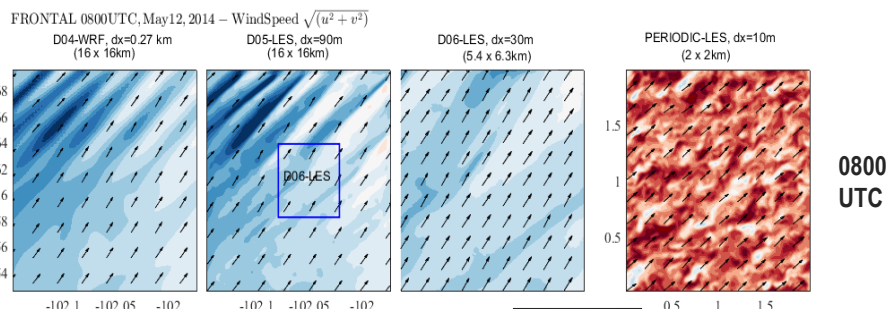 FRONTAL 0800UTC, May12, 2014 – WindSpeed √(u² + v²)
D04-WRF, dx=0.27 km
(16 x 16km)
D05-LES, dx=90m
(16 x 16km)
D06-LES, dx=30m
(5.4 x 6.3km)
PERIODIC-LES, dx=10m
(2 x 2km)
D06-LES
1.5
1
0.5
0800
UTC
-102.1 -102.05 -102
-102.1 -102.05 -102
0.5 1 1.5